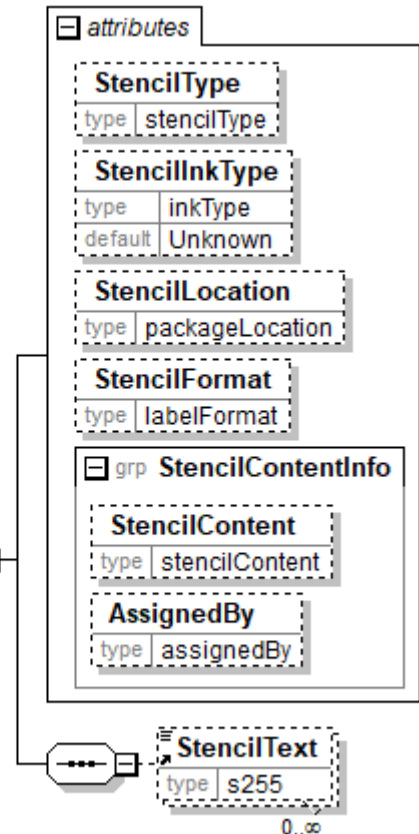 attributes
StencilType
type stencilType
StencilInkType
type inkType
default Unknown
StencilLocation
type packageLocation
StencilFormat
type labelFormat
grp StencilContentInfo
StencilContent
type stencilContent
AssignedBy
type assignedBy
StencilText
type s255
0..∞